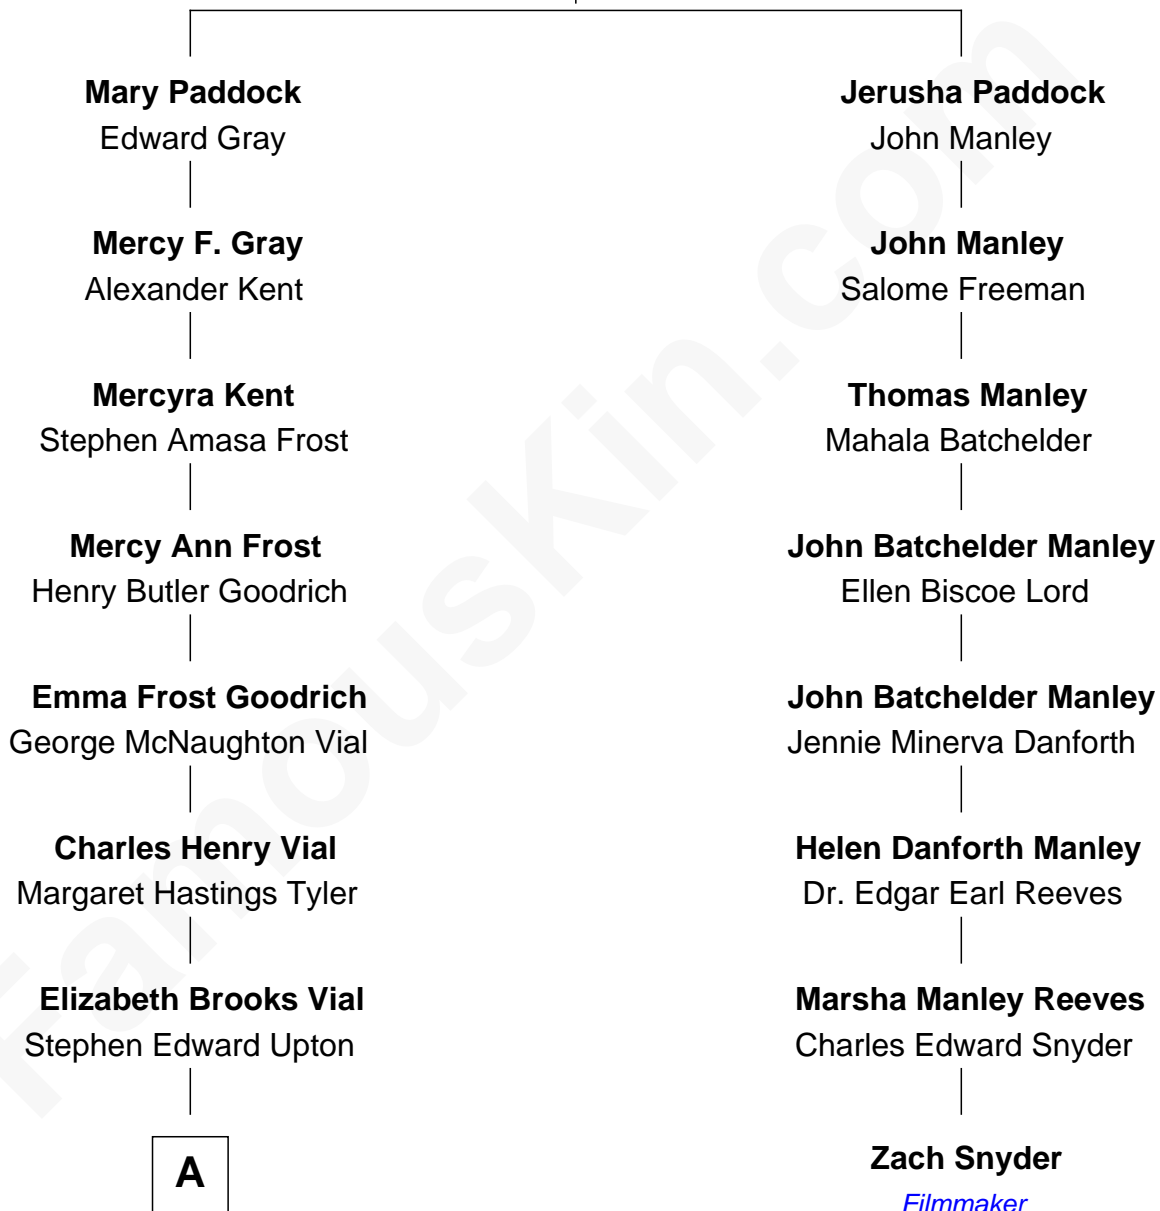 Mary Paddock
Edward Gray
Jerusha Paddock
John Manley
Mercy F. Gray
Alexander Kent
John Manley
Salome Freeman
Mercyra Kent
Stephen Amasa Frost
Thomas Manley
Mahala Batchelder
Mercy Ann Frost
Henry Butler Goodrich
John Batchelder Manley
Ellen Biscoe Lord
Emma Frost Goodrich
George McNaughton Vial
John Batchelder Manley
Jennie Minerva Danforth
Charles Henry Vial
Margaret Hastings Tyler
Helen Danforth Manley
Dr. Edgar Earl Reeves
Elizabeth Brooks Vial
Stephen Edward Upton
Marsha Manley Reeves
Charles Edward Snyder
A
Zach Snyder
Filmmaker
FamousKin.com